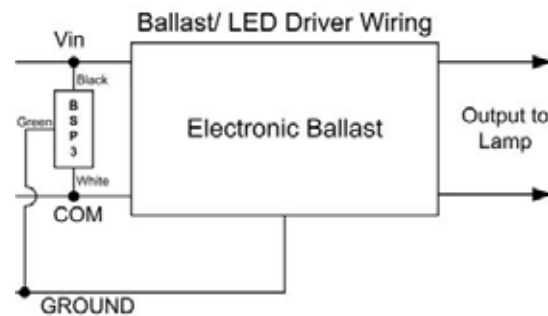 Ballast/ LED Driver Wiring
Vin
Black
Green
B
S
P
3
White
COM
Electronic Ballast
Output to
Lamp
GROUND